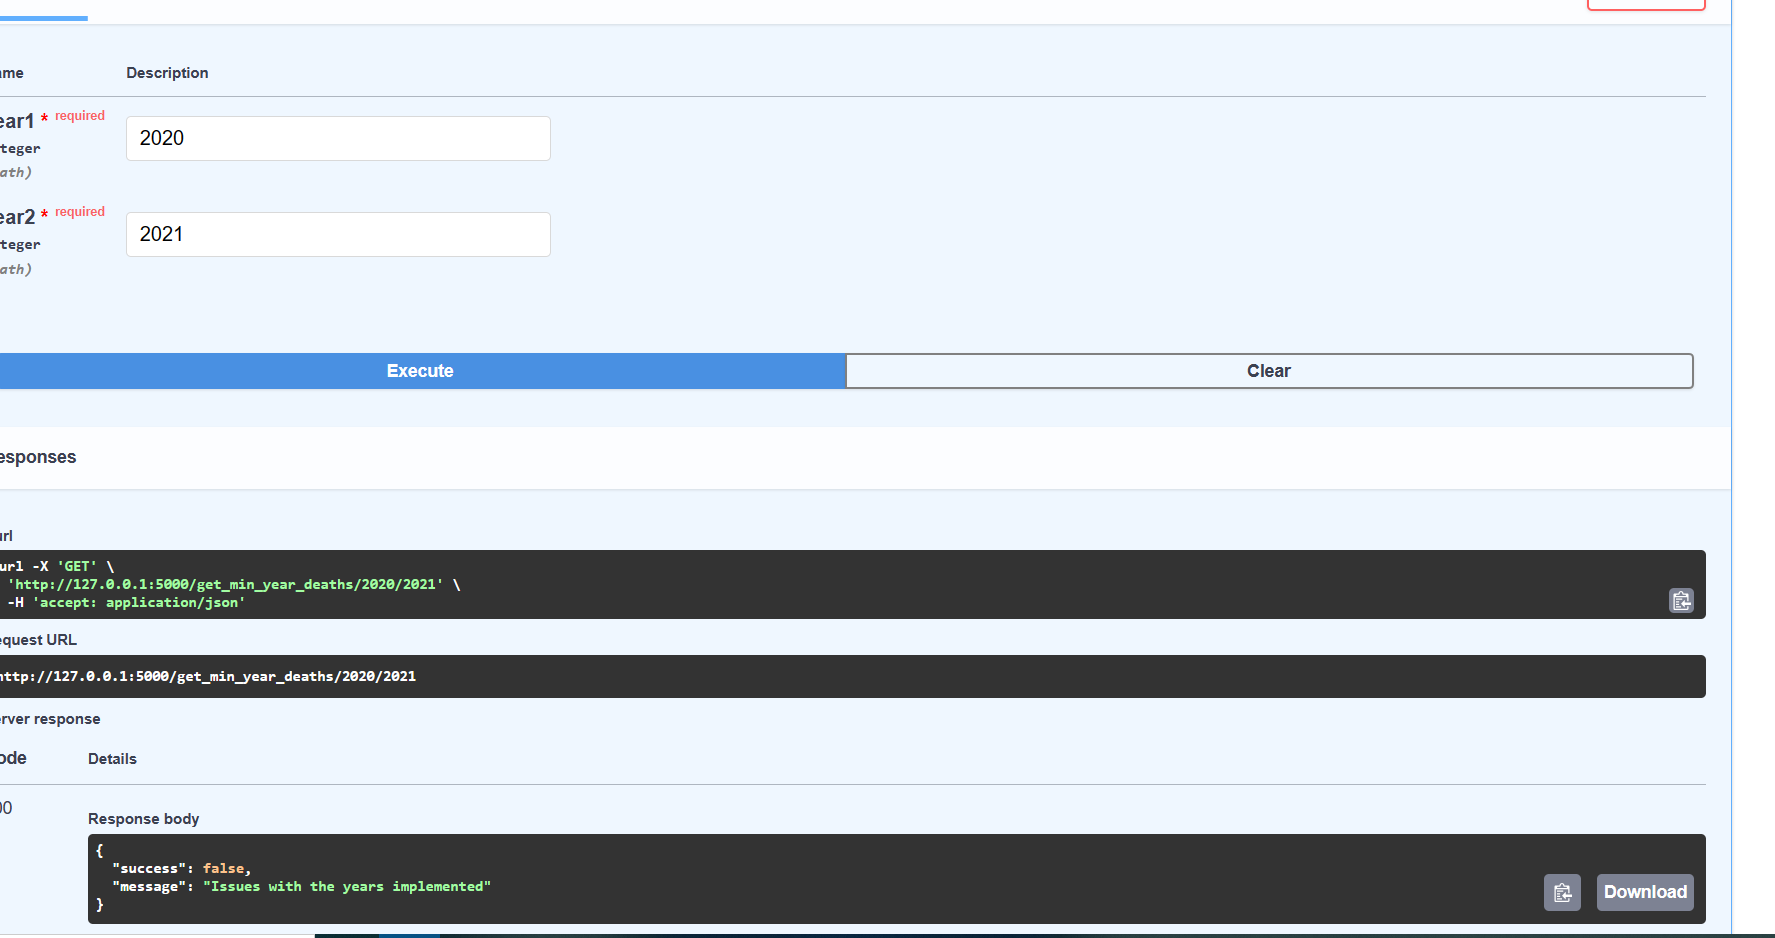 ame Description
ear1 * required
2020
teger
ath)
ear2 * required
2021
teger
ath)
Execute Clear
esponses
url
url -X 'GET' \
'http://127.0.0.1:5000/get_min_year_deaths/2020/2021' \
-H 'accept: application/json'
equest URL
http://127.0.0.1:5000/get_min_year_deaths/2020/2021
erver response
ode Details
00
Response body
{
"success": false,
"message": "Issues with the years implemented"
}
Download